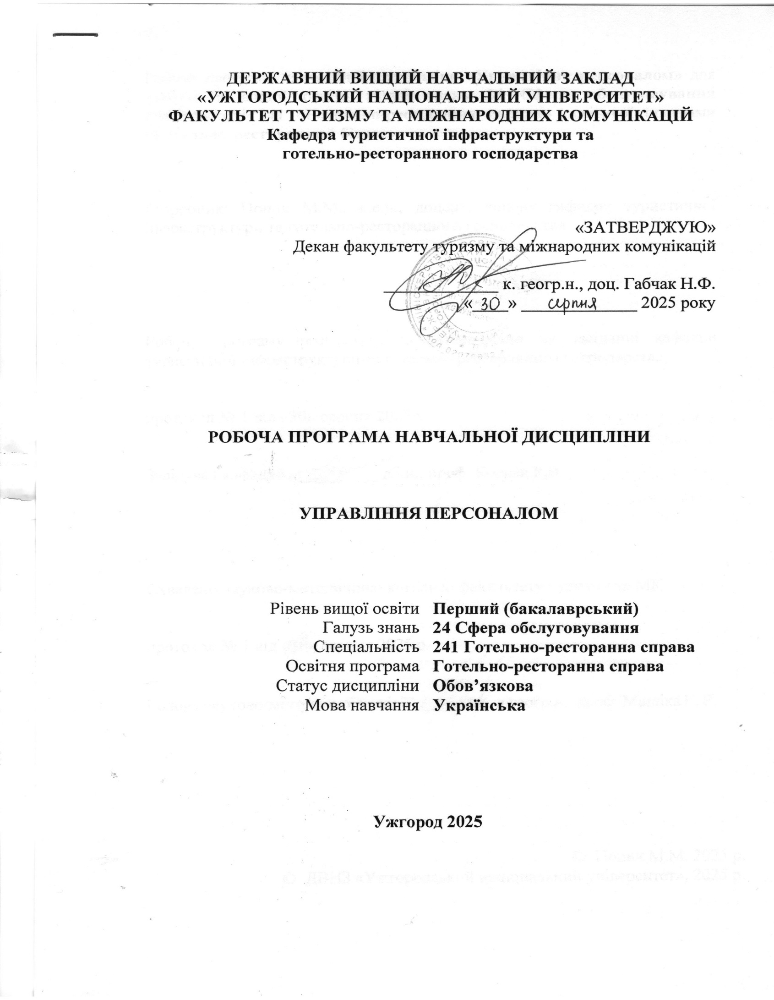 ДЕРЖАВНИЙ ВИЩИЙ НАВЧАЛЬНИЙ ЗАКЛАД
«УЖГОРОДСЬКИЙ НАЦІОНАЛЬНИЙ УНІВЕРСИТЕТ»
ФАКУЛЬТЕТ ТУРИЗМУ ТА МІЖНАРОДНИХ КОМУНІКАЦІЙ
Кафедра туристичної інфраструктури та
готельно-ресторанного господарства
«ЗАТВЕРДЖУЮ»
Декан факультету туризму та міжнародних комунікацій
к. геогр.н., доц. Габчак Н.Ф.
«30» серпня 2025 року
РОБОЧА ПРОГРАМА НАВЧАЛЬНОЇ ДИСЦИПЛІНИ
УПРАВЛІННЯ ПЕРСОНАЛОМ
Рівень вищої освіти Перший (бакалаврський)
Галузь знань 24 Сфера обслуговування
Спеціальність 241 Готельно-ресторанна справа
Освітня програма Готельно-ресторанна справа
Статус дисципліни Обов’язкова
Мова навчання Українська
Ужгород 2025